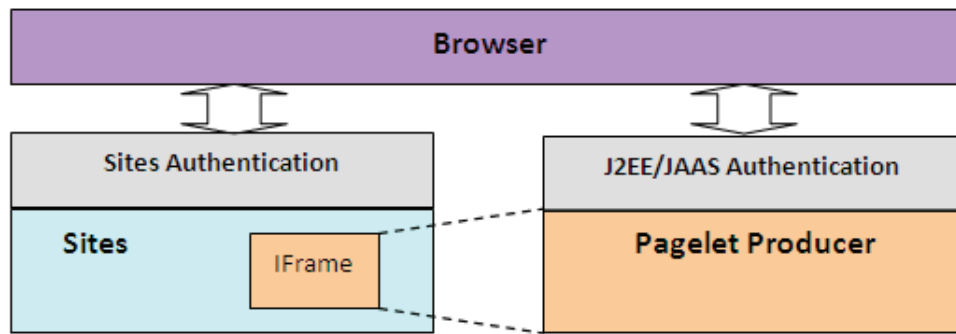 Browser
Sites Authentication
J2EE/JAAS Authentication
Sites
IFrame
Pagelet Producer